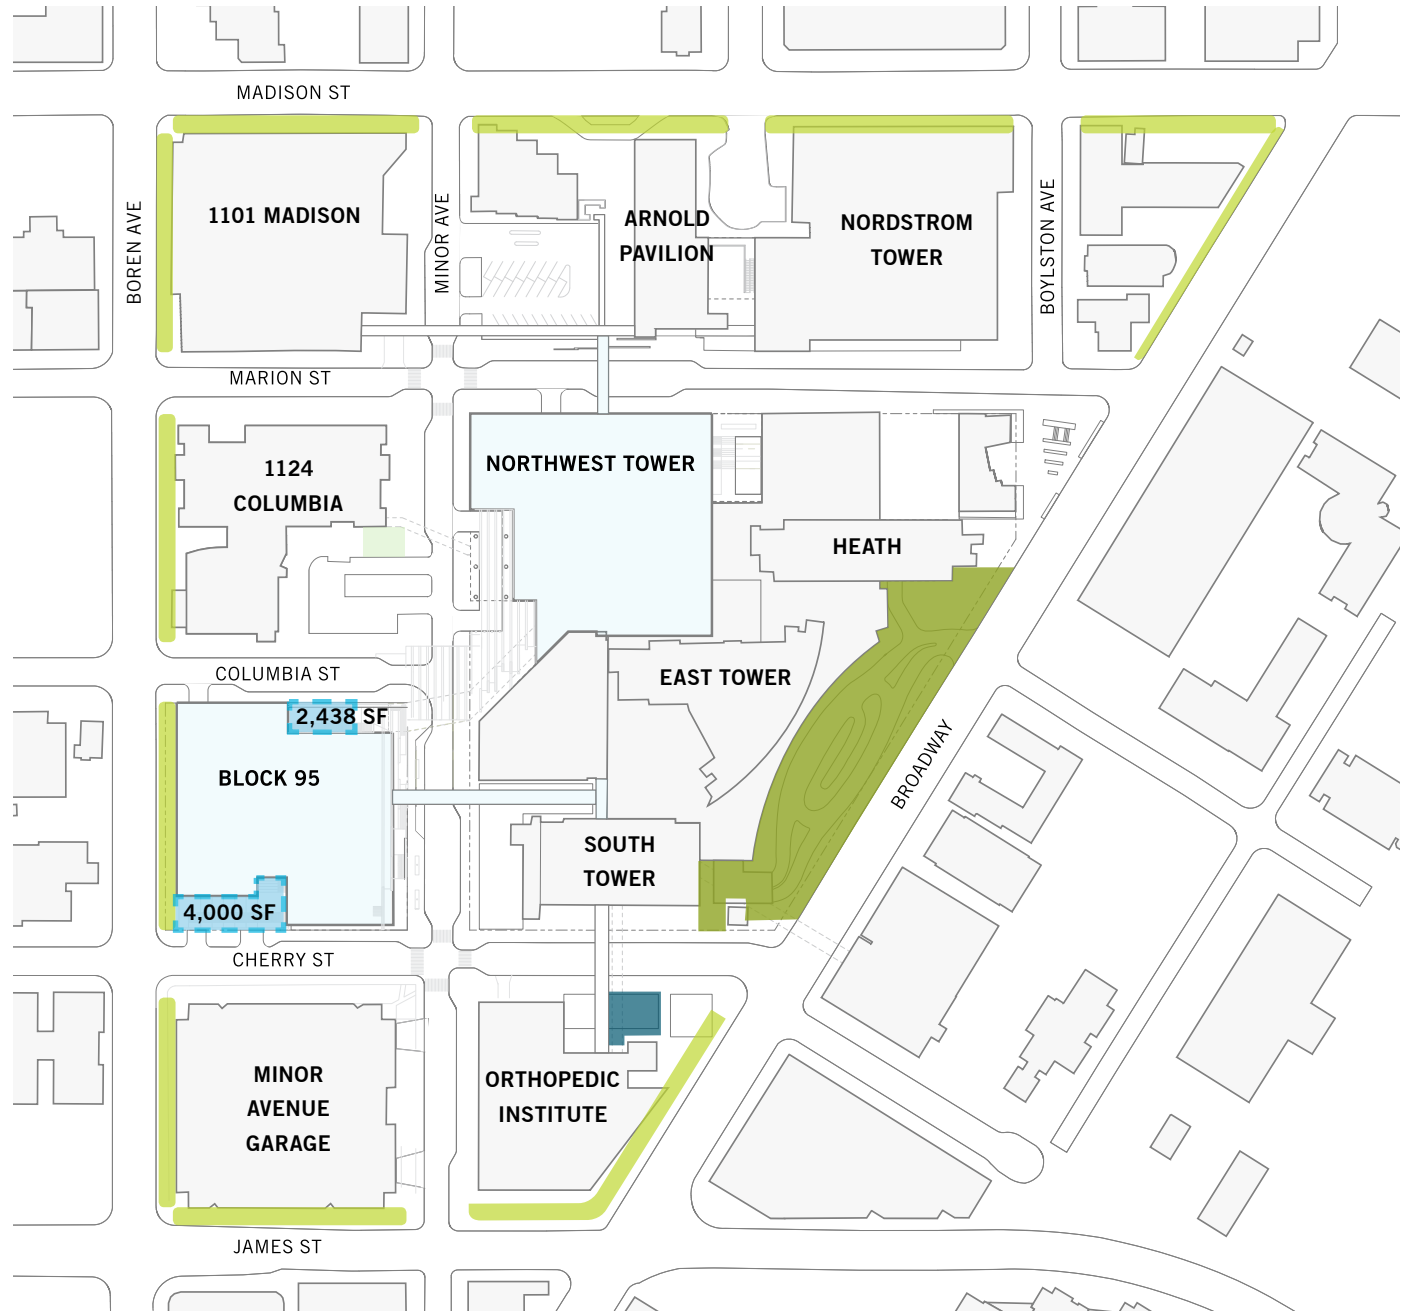 MADISON ST
BOREN AVE
1101 MADISON
MINOR AVE
ARNOLD
PAVILION
NORDSTROM
TOWER
BOYLSTON AVE
MARION ST
1124
COLUMBIA
NORTHWEST TOWER
HEATH
COLUMBIA ST
EAST TOWER
2,438 SF
BLOCK 95
BROADWAY
SOUTH
TOWER
4,000 SF
CHERRY ST
MINOR
AVENUE
GARAGE
ORTHOPEDIC
INSTITUTE
JAMES ST